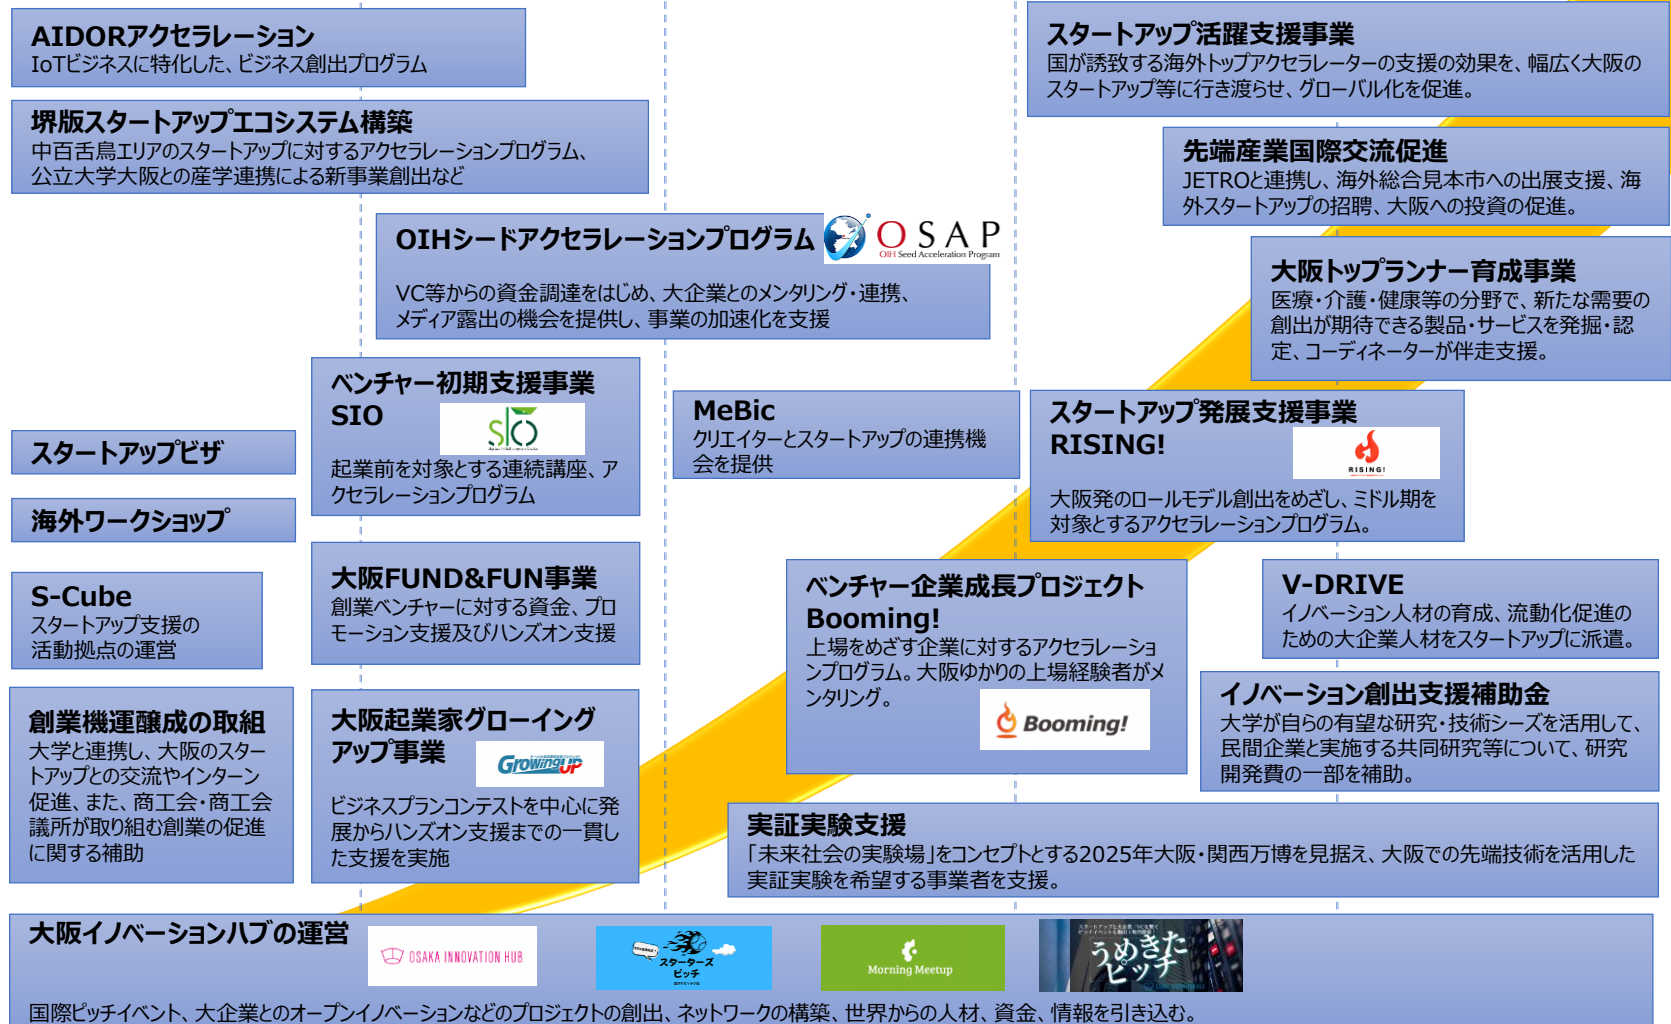 AIDORアクセラレーション
IoTビジネスに特化した、ビジネス創出プログラム
堺版スタートアップエコシステム構築
中百舌鳥エリアのスタートアップに対するアクセラレーションプログラム、
公立大学大阪との産学連携による新事業創出など
スタートアップ活躍支援事業
国が誘致する海外トップアクセラレーターの支援の効果を、幅広く大阪の
スタートアップ等に行き渡らせ、グローバル化を促進。
先端産業国際交流促進
JETROと連携し、海外総合見本市への出展支援、海
外スタートアップの招聘、大阪への投資の促進。
OIHシードアクセラレーションプログラム
OSAP
OIH Seed Acceleration Program
VC等からの資金調達をはじめ、大企業とのメンタリング・連携、
メディア露出の機会を提供し、事業の加速化を支援
大阪トップランナー育成事業
医療・介護・健康等の分野で、新たな需要の
創出が期待できる製品・サービスを発掘・認
定、コーディネーターが伴走支援。
ベンチャー初期支援事業
SIO
sio
起業前を対象とする連続講座、ア
クセラレーションプログラム
MeBic
クリエイターとスタートアップの連携機
会を提供
スタートアップ発展支援事業
RISING!
RISING!
大阪発のロールモデル創出をめざし、ミドル期を
対象とするアクセラレーションプログラム。
スタートアップビザ
海外ワークショップ
S-Cube
スタートアップ支援の
活動拠点の運営
大阪FUND&FUN事業
創業ベンチャーに対する資金、プロ
モーション支援及びハンズオン支援
ベンチャー企業成長プロジェクト
Booming!
上場をめざす企業に対するアクセラレーショ
ンプログラム。大阪ゆかりの上場経験者がメ
ンタリング。
Booming!
V-DRIVE
イノベーション人材の育成、流動化促進の
ための大企業人材をスタートアップに派遣。
イノベーション創出支援補助金
大学が自らの有望な研究・技術シーズを活用して、
民間企業と実施する共同研究等について、研究
開発費の一部を補助。
創業機運醸成の取組
大学と連携し、大阪のスター
トアップとの交流やインターン
促進、また、商工会・商工会
議所が取り組む創業の促進
に関する補助
大阪起業家グローイング
アップ事業
GrowingUP
ビジネスプランコンテストを中心に発
展からハンズオン支援までの一貫し
た支援を実施
実証実験支援
「未来社会の実験場」をコンセプトとする2025年大阪・関西万博を見据え、大阪での先端技術を活用した
実証実験を希望する事業者を支援。
大阪イノベーションハブの運営
OSAKA INNOVATION HUB
スターターズ
ピッチ
Morning Meetup
うめきた
ピッチ
国際ピッチイベント、大企業とのオープンイノベーションなどのプロジェクトの創出、ネットワークの構築、世界からの人材、資金、情報を引き込む。